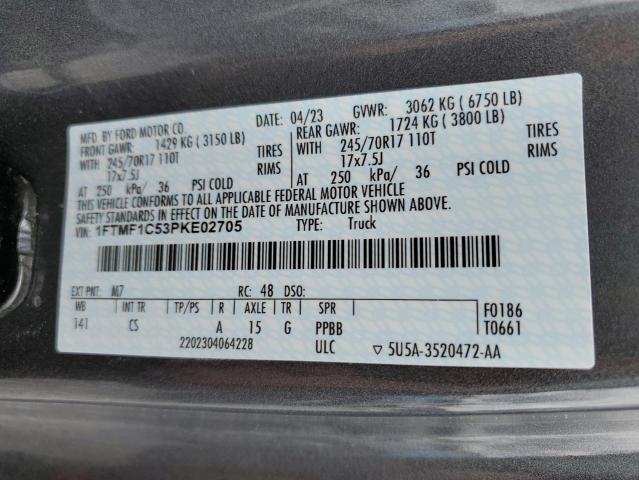 MFD. BY FORD MOTOR CO. DATE: 04/23 GVWR: 3062 KG ( 6750 LB)
FRONT GAWR: 1429 KG ( 3150 LB) REAR GAWR: 1724 KG ( 3800 LB)
WITH 245/70R17 110T TIRES WITH 245/70R17 110T TIRES
17x7.5J RIMS 17x7.5J RIMS
AT 250 kPa/ 36 PSI COLD AT 250 kPa/ 36 PSI COLD
THIS VEHICLE CONFORMS TO ALL APPLICABLE FEDERAL MOTOR VEHICLE
SAFETY STANDARDS IN EFFECT ON THE DATE OF MANUFACTURE SHOWN ABOVE.
VIN: 1FTMF1C53PKE02705 TYPE: Truck
EXT PNT: M7 RC: 48 DSO:
WB INT TR TP/PS R AXLE TR SPR F0186
141 CS A 15 G PPBB T0661
2202304064228 ULC 5U5A-3520472-AA